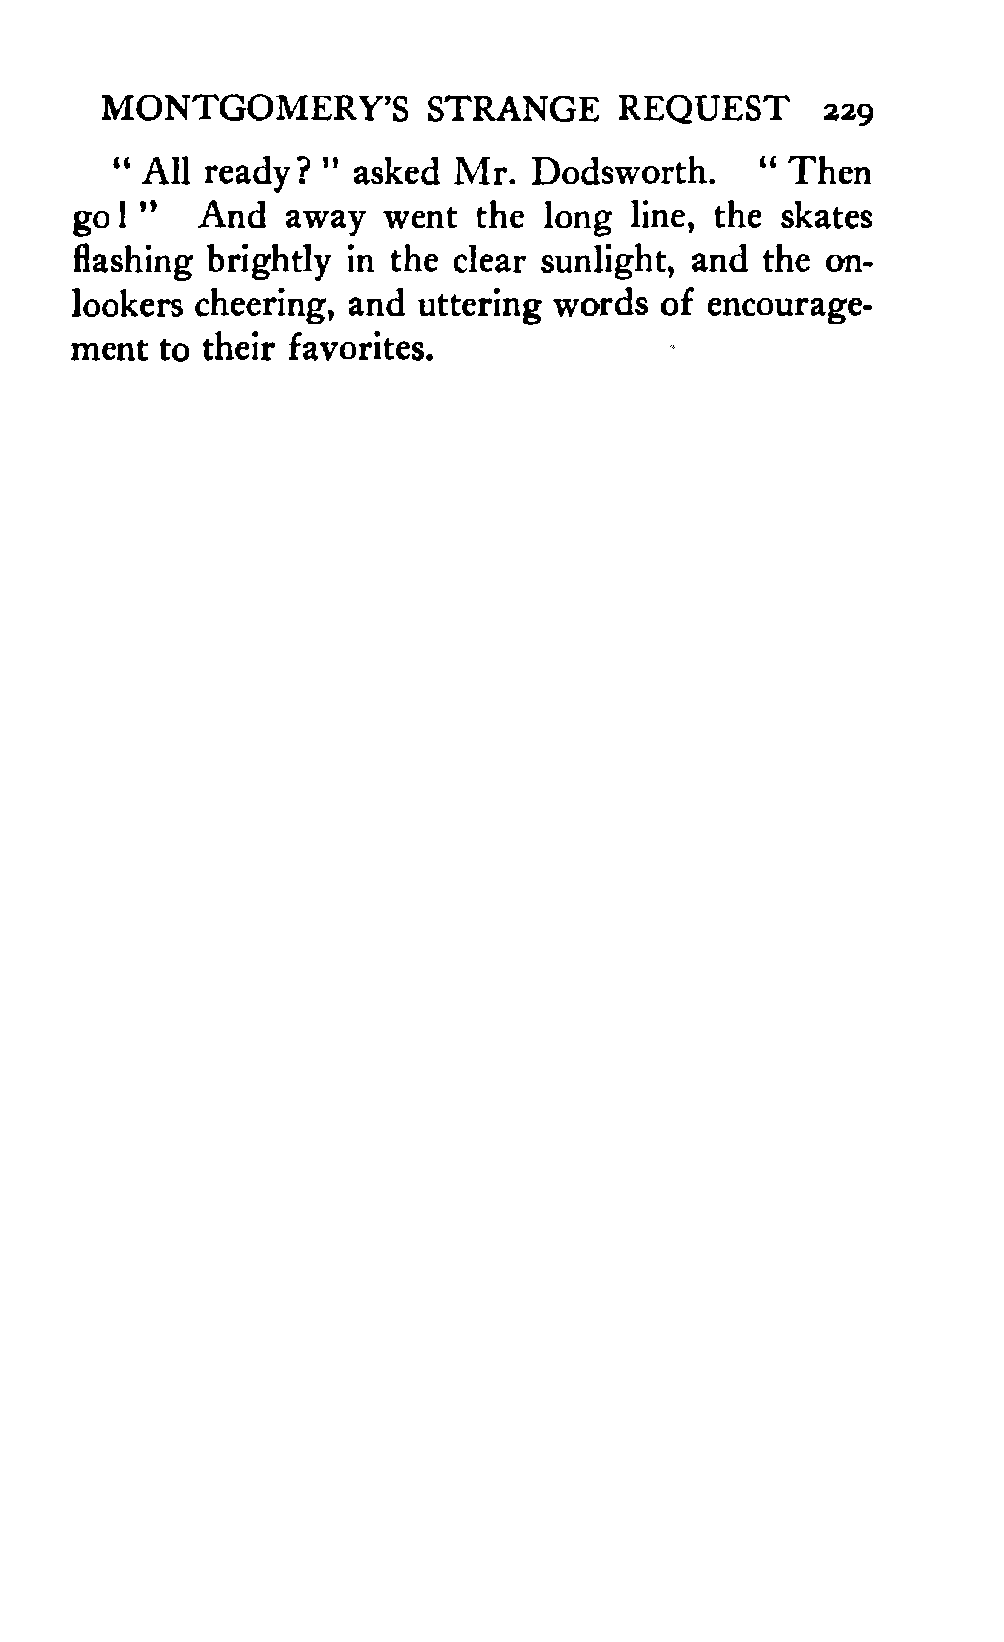 MONTGOMERY'S STRANGE REQUEST 229
" All ready? " asked Mr. Dodsworth. " Then
go! " And away went the long line, the skates
flashing brightly in the clear sunlight, and the on-
lookers cheering, and uttering words of encourage-
ment to their favorites.